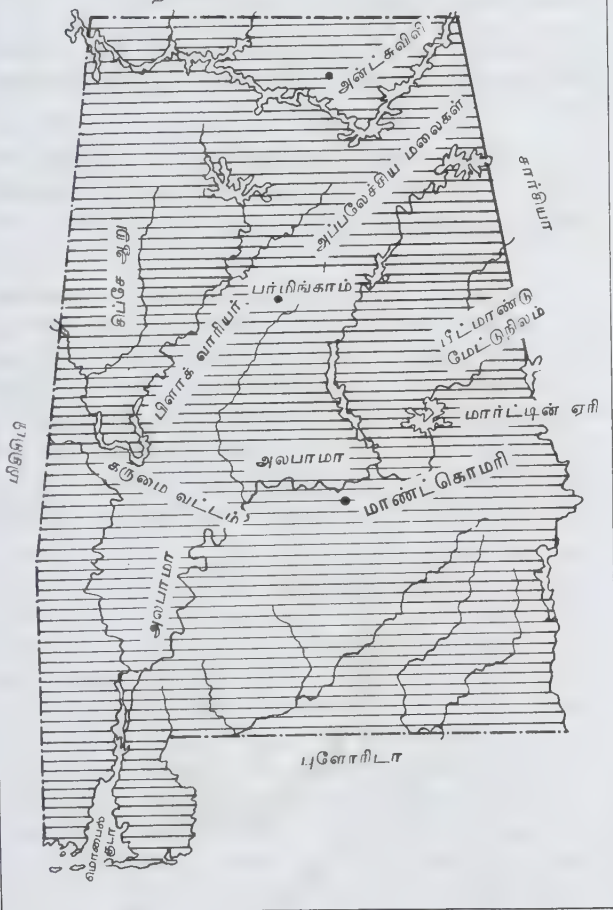 அன்ட்சுவிலி
அப்பலேச்சிய மலைகள்
சார்சியா
சிப்சே ஆறு
பர்மிங்காம்
பிளாக் வாரியர்
பீட்மாண்டு
மேட்டுநிலம்
மார்ட்டின் ஏரி
மிசிசிபி
அலபாமா
கருமை வட்டம்
மாண்ட்கொமரி
அலபாமா
புளோரிடா
மொபைல்
குடா